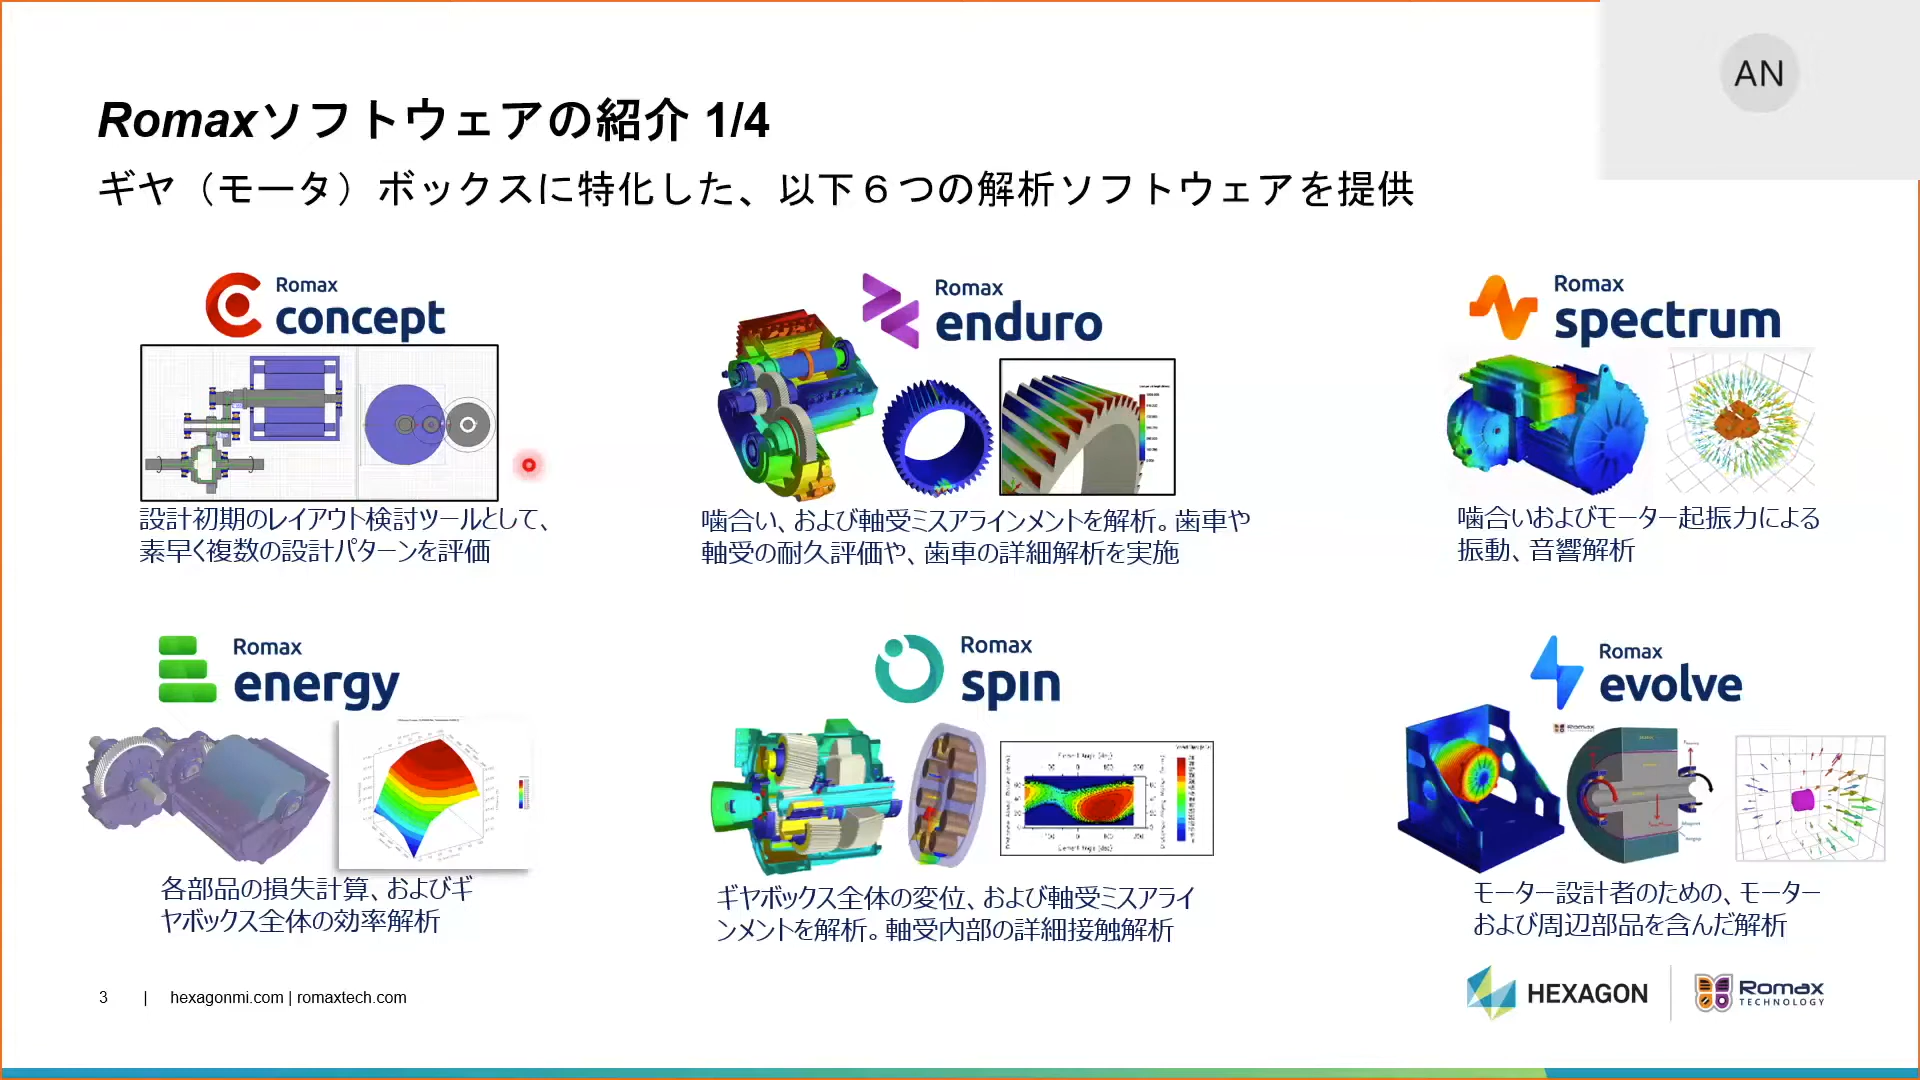 AN
Romaxソフトウェアの紹介 1/4
ギヤ（モータ）ボックスに特化した、以下６つの解析ソフトウェアを提供
Romax
concept
設計初期のレイアウト検討ツールとして、
素早く複数の設計パターンを評価
Romax
enduro
噛合い、および軸受ミスアラインメントを解析。歯車や
軸受の耐久評価や、歯車の詳細解析を実施
Romax
spectrum
噛合いおよびモーター起振力による
振動、音響解析
Romax
energy
各部品の損失計算、およびギ
ヤボックス全体の効率解析
Romax
spin
ギヤボックス全体の変位、および軸受ミスアライ
ンメントを解析。軸受内部の詳細接触解析
Romax
evolve
モーター設計者のための、モーター
および周辺部品を含んだ解析
3 | hexagonmi.com | romaxtech.com
HEXAGON
Romax
TECHNOLOGY